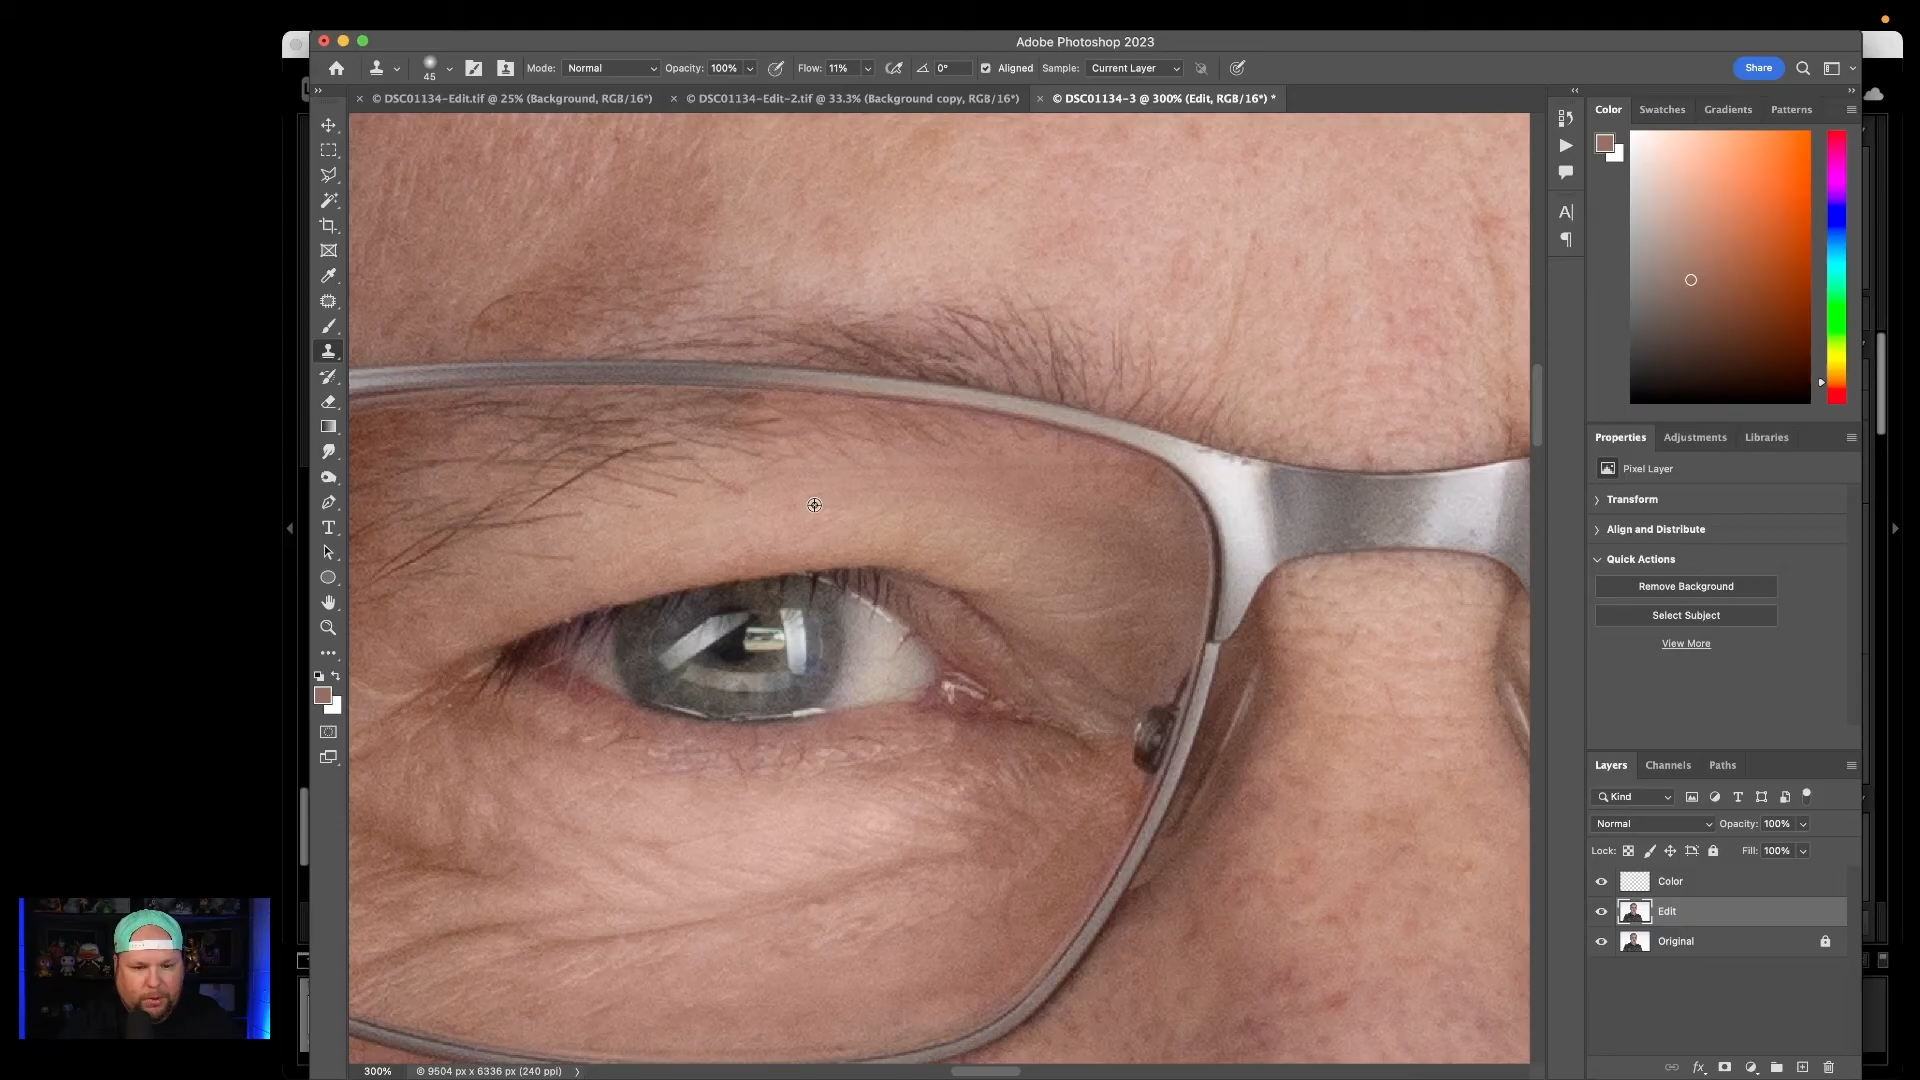 Adobe Photoshop 2023
45
Mode: Normal
Opacity: 100%
Flow: 11%
0°
Aligned
Sample: Current Layer
Share
© DSC01134-Edit.tif @ 25% (Background, RGB/16*)
© DSC01134-Edit-2.tif @ 33.3% (Background copy, RGB/16*)
© DSC01134-3 @ 300% (Edit, RGB/16*) *
Color
Swatches
Gradients
Patterns
Properties
Adjustments
Libraries
Pixel Layer
Transform
Align and Distribute
Quick Actions
Remove Background
Select Subject
View More
Layers
Channels
Paths
Kind
Normal
Opacity: 100%
Lock:
Fill: 100%
Color
Edit
Original
300%
© 9504 px x 6336 px (240 ppi)